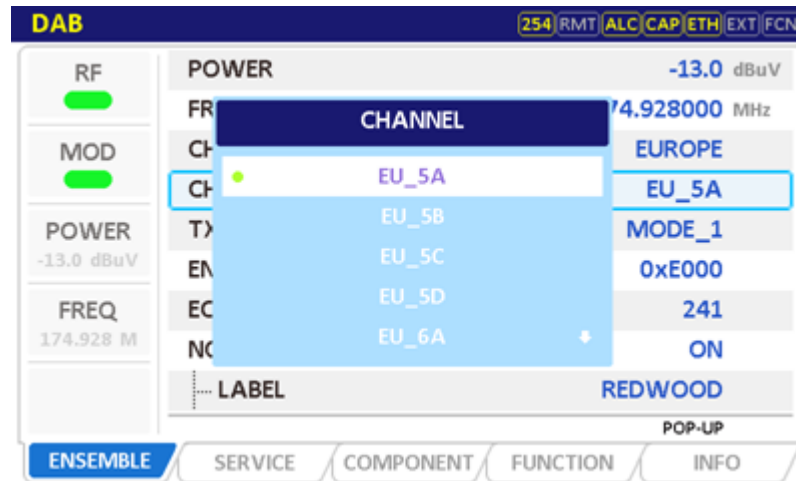 DAB 254 RMT ALC CAP ETH EXT FCN
RF
MOD
POWER
-13.0 dBuV
FREQ
174.928 M
POWER -13.0 dBuV
FR 74.928000 MHz
CH EUROPE
CH EU_5A
TX MODE_1
EN 0xE000
EC 241
NO ON
LABEL REDWOOD
POP-UP
CHANNEL
EU_5A
EU_5B
EU_5C
EU_5D
EU_6A
ENSEMBLE SERVICE COMPONENT FUNCTION INFO